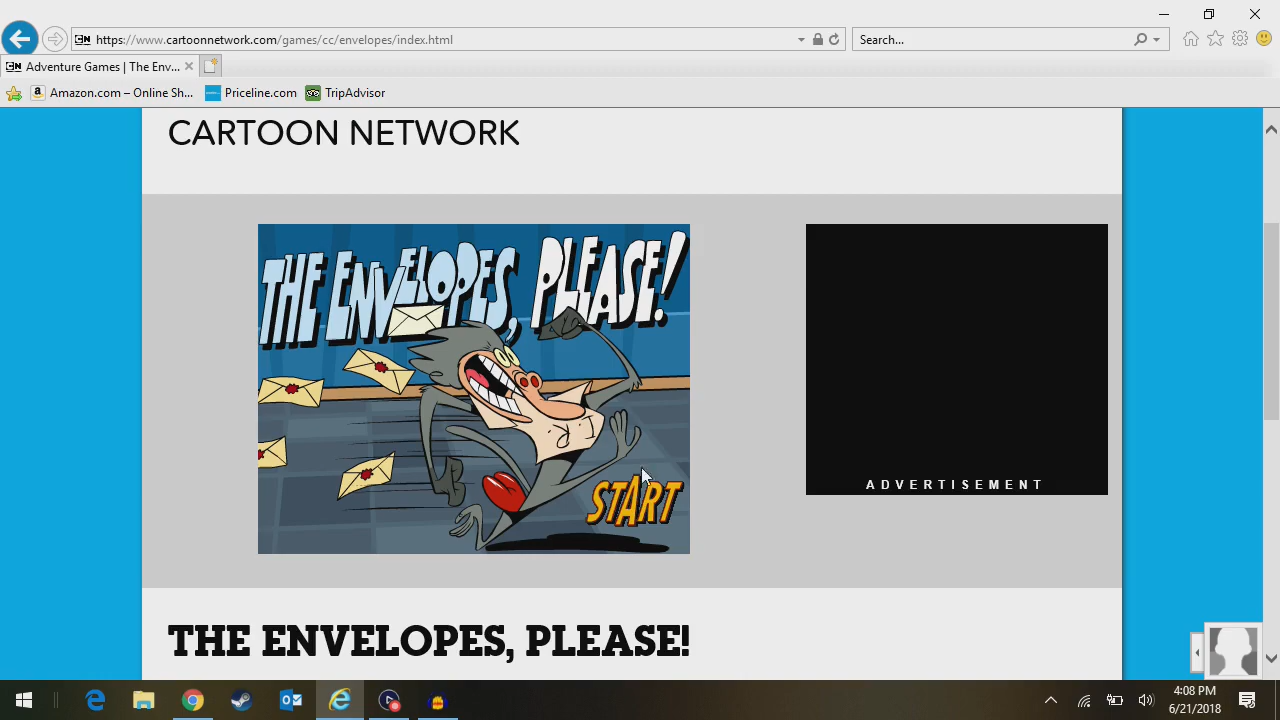 https://www.cartoonnetwork.com/games/cc/envelopes/index.html
Search...
CN Adventure Games | The Env...
a Amazon.com – Online Sh...
Priceline.com
TripAdvisor
CARTOON NETWORK
THE ENVELOPES, PLEASE!
START
ADVERTISEMENT
THE ENVELOPES, PLEASE!
4:08 PM
6/21/2018